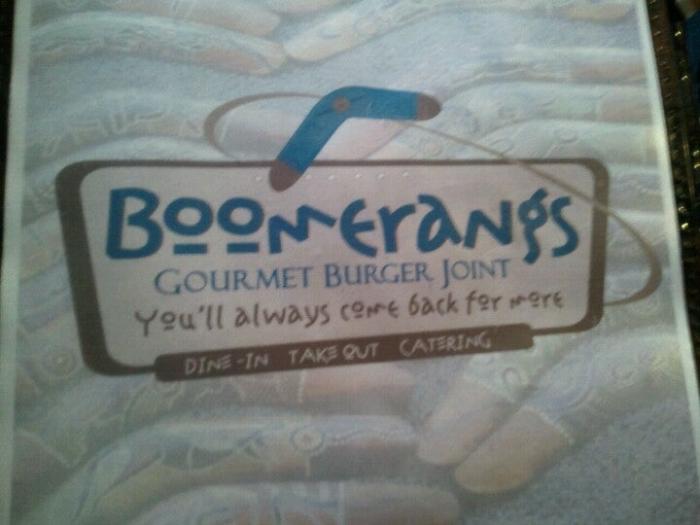 Boomerangs
Gourmet Burger Joint
You'll always come back for more
DINE-IN TAKE OUT CATERING